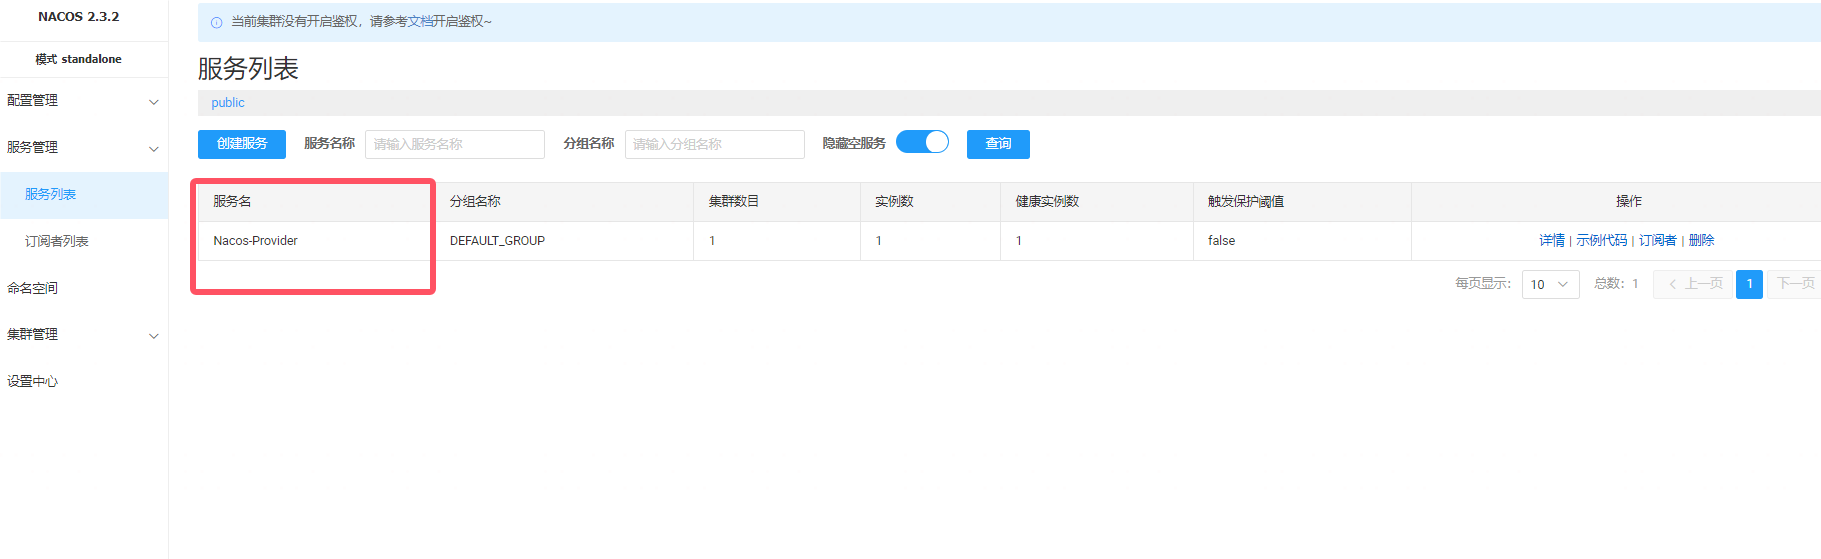 NACOS 2.3.2
模式 standalone
配置管理
服务管理
服务列表
订阅者列表
命名空间
集群管理
设置中心
当前集群没有开启鉴权，请参考文档开启鉴权~
服务列表
public
创建服务 服务名称 请输入服务名称 分组名称 请输入分组名称 隐藏空服务 查询
服务名 分组名称 集群数目 实例数 健康实例数 触发保护阈值 操作
Nacos-Provider DEFAULT_GROUP 1 1 1 false 详情 | 示例代码 | 订阅者 | 删除
每页显示： 10 总数：1 上一页 1 下一页